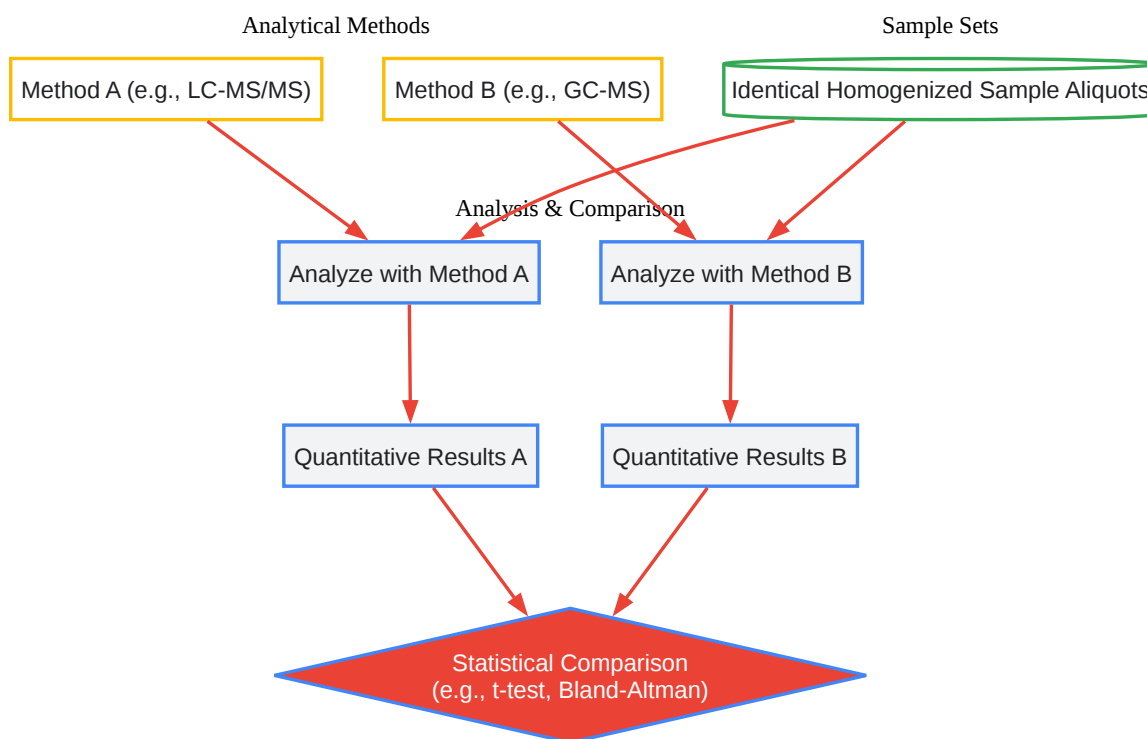 Analytical Methods
Sample Sets
Method A (e.g., LC-MS/MS)
Method B (e.g., GC-MS)
Identical Homogenized Sample Aliquots
Analysis & Comparison
Analyze with Method A
Analyze with Method B
Quantitative Results A
Quantitative Results B
Statistical Comparison
(e.g., t-test, Bland-Altman)